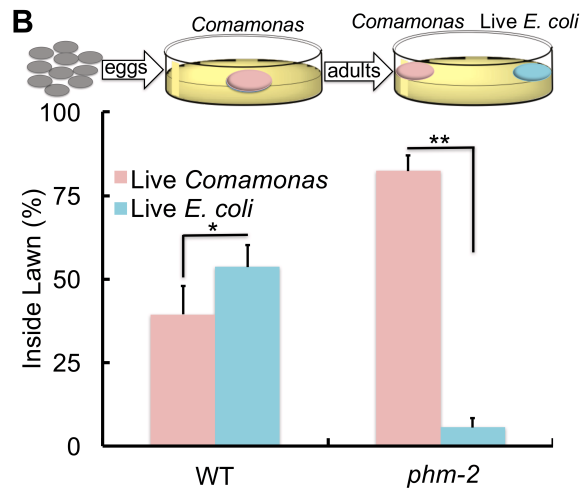 B
Comamonas
Comamonas Live E. coli
eggs
adults
100
75
50
25
0
Inside Lawn (%)
Live Comamonas
Live E. coli
*
**
WT
phm-2